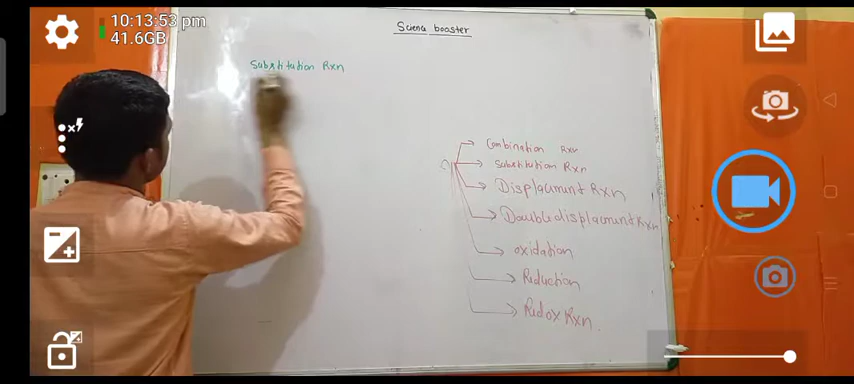 10:13:53 pm
41.6GB
Science booster
Substitution Rxn
Combination Rxn
Substitution Rxn
Displacement Rxn
Double displacement Rxn
oxidation
Reduction
Redox Rxn.